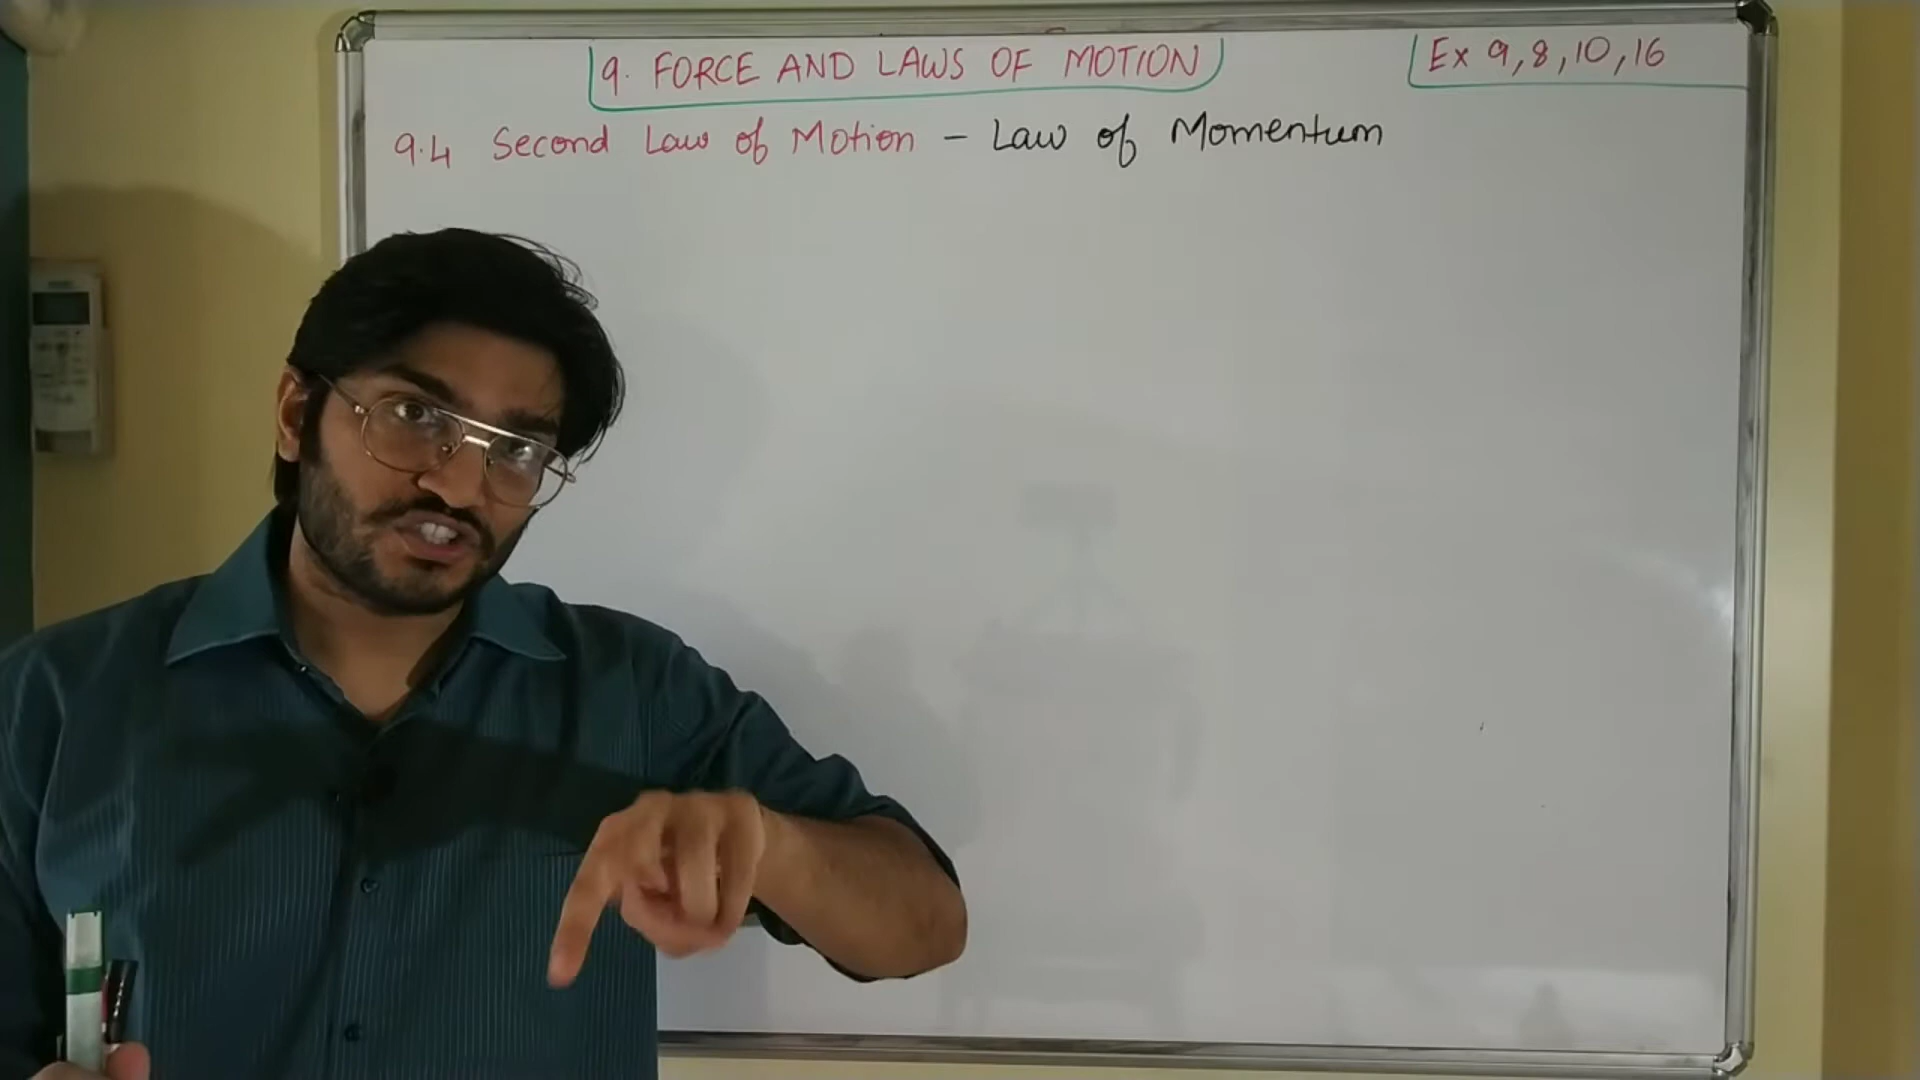 9. FORCE AND LAWS OF MOTION
Ex 9,8,10,16
9.4 Second Law of Motion - Law of Momentum